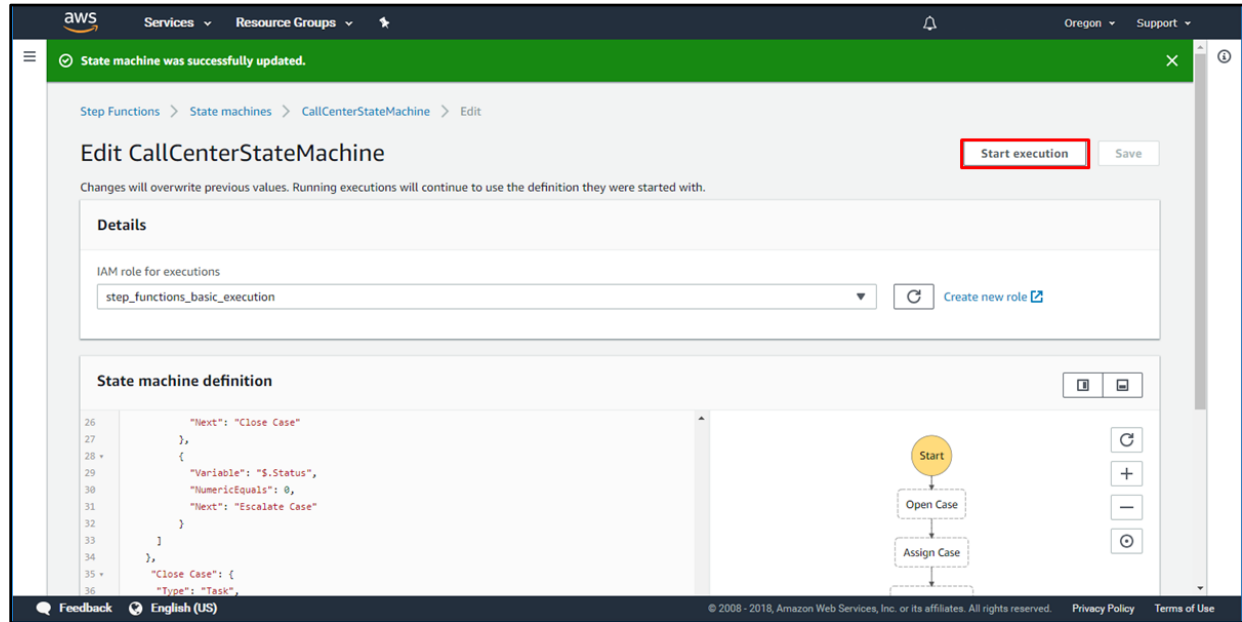 aws Services Resource Groups Oregon Support
State machine was successfully updated.
Step Functions > State machines > CallCenterStateMachine > Edit
Edit CallCenterStateMachine
Start execution Save
Changes will overwrite previous values. Running executions will continue to use the definition they were started with.
Details
IAM role for executions
step_functions_basic_execution
Create new role
State machine definition
26 "Next": "Close Case"
27 },
28 {
29 "Variable": "$.Status",
30 "NumericEquals": 0,
31 "Next": "Escalate Case"
32 }
33 ]
34 },
35 "Close Case": {
36 "Type": "Task",
Start
Open Case
Assign Case
Feedback English (US) © 2008 - 2018, Amazon Web Services, Inc. or its affiliates. All rights reserved. Privacy Policy Terms of Use